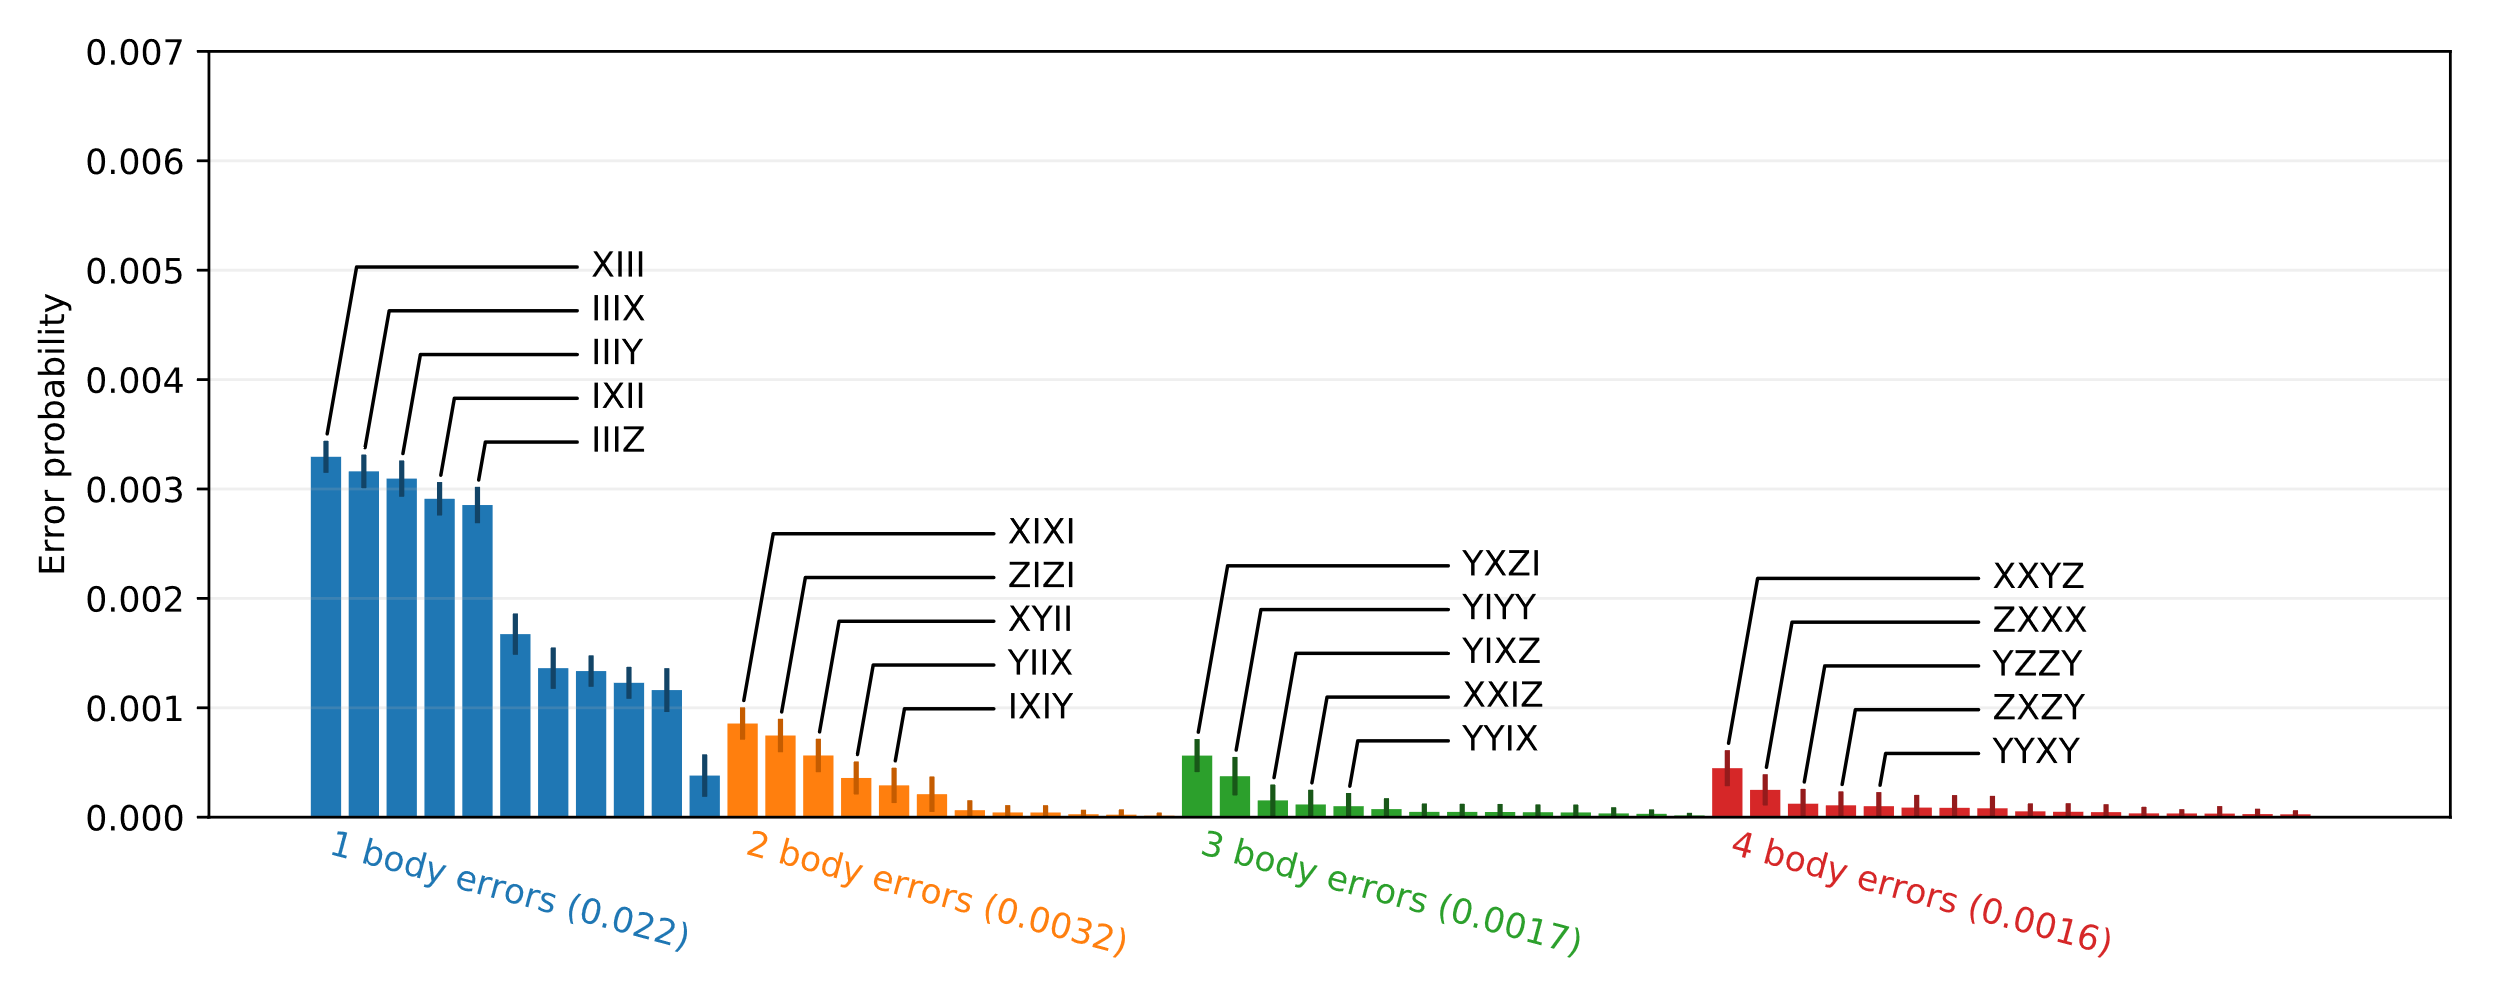 0.007
0.006
0.005
0.004
0.003
0.002
0.001
0.000
Error probability
XIII
IIIX
IIIY
IXII
IIIZ
XIXI
ZIZI
XYII
YIIX
IXIY
YXZI
YIYY
YIXZ
XXIZ
YYIX
XXYZ
ZXXX
YZZY
ZXZY
YYXY
1 body errors (0.022)
2 body errors (0.0032)
3 body errors (0.0017)
4 body errors (0.0016)